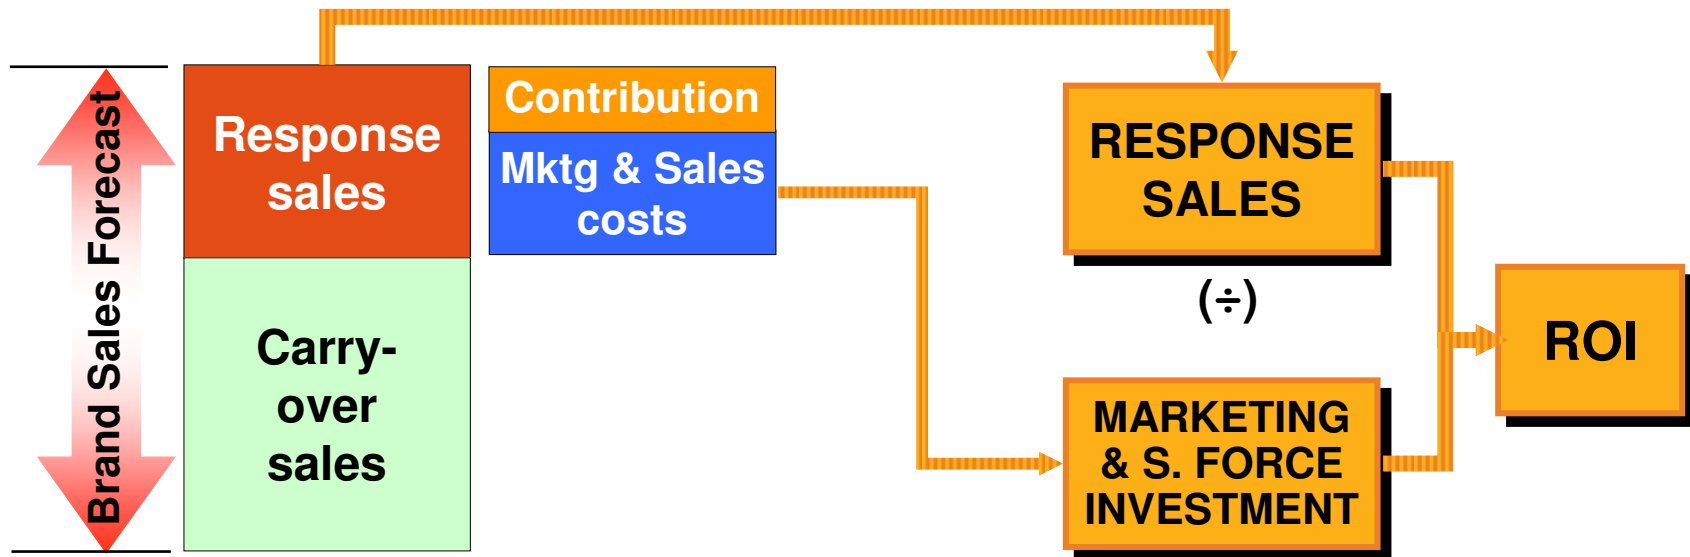 Brand Sales Forecast
Response
sales
Carry-
over
sales
Contribution
Mktg & Sales
costs
RESPONSE
SALES
(÷)
MARKETING
& S. FORCE
INVESTMENT
ROI